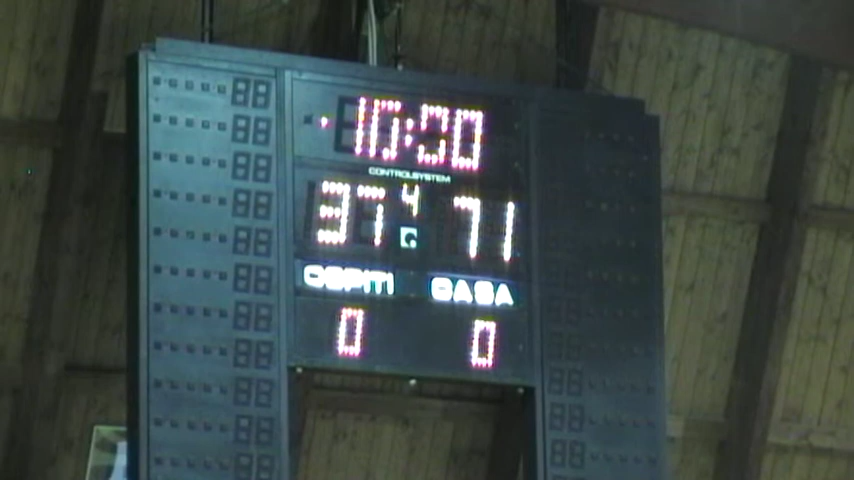 10:00
CONTROLSYSTEM
37 4 71
OSPITI CASA
0 0